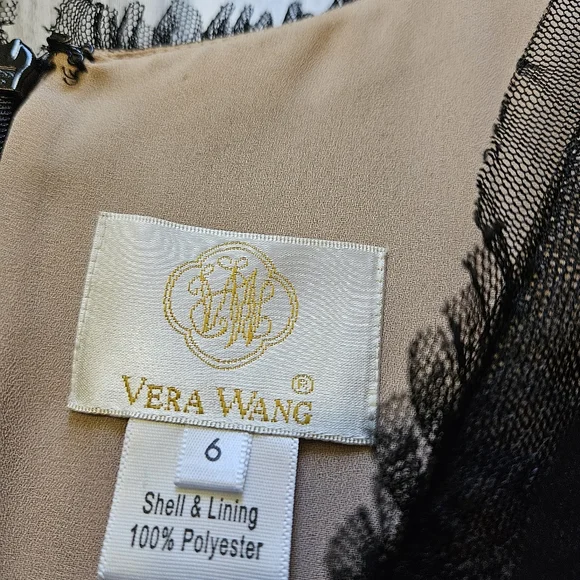 VERA WANG®
6
Shell & Lining
100% Polyester